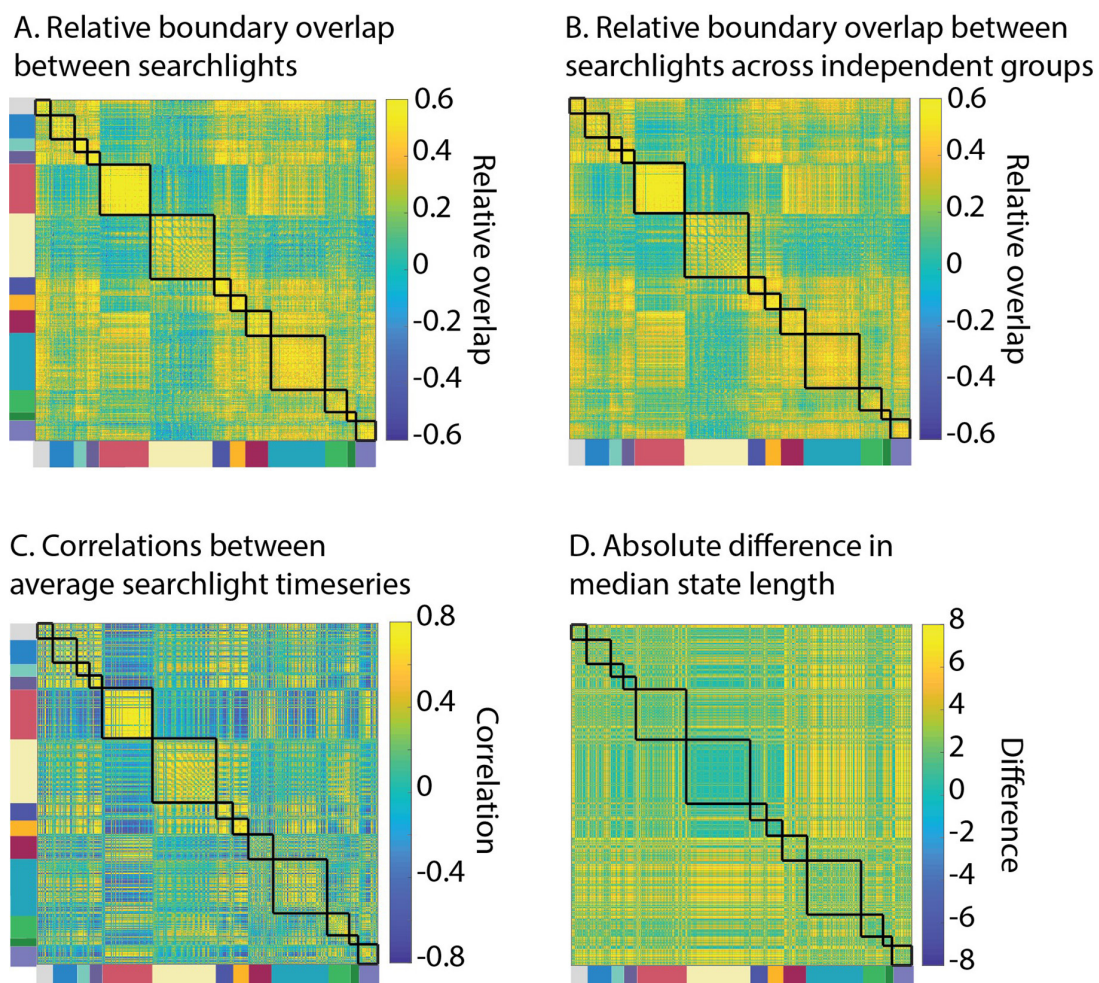 A. Relative boundary overlap
between searchlights
0.6
0.4
0.2
0
-0.2
-0.4
-0.6
Relative overlap
B. Relative boundary overlap between
searchlights across independent groups
0.6
0.4
0.2
0
-0.2
-0.4
-0.6
Relative overlap
C. Correlations between
average searchlight timeseries
0.8
0.4
0
-0.4
-0.8
Correlation
D. Absolute difference in
median state length
8
6
4
2
0
-2
-4
-6
-8
Difference